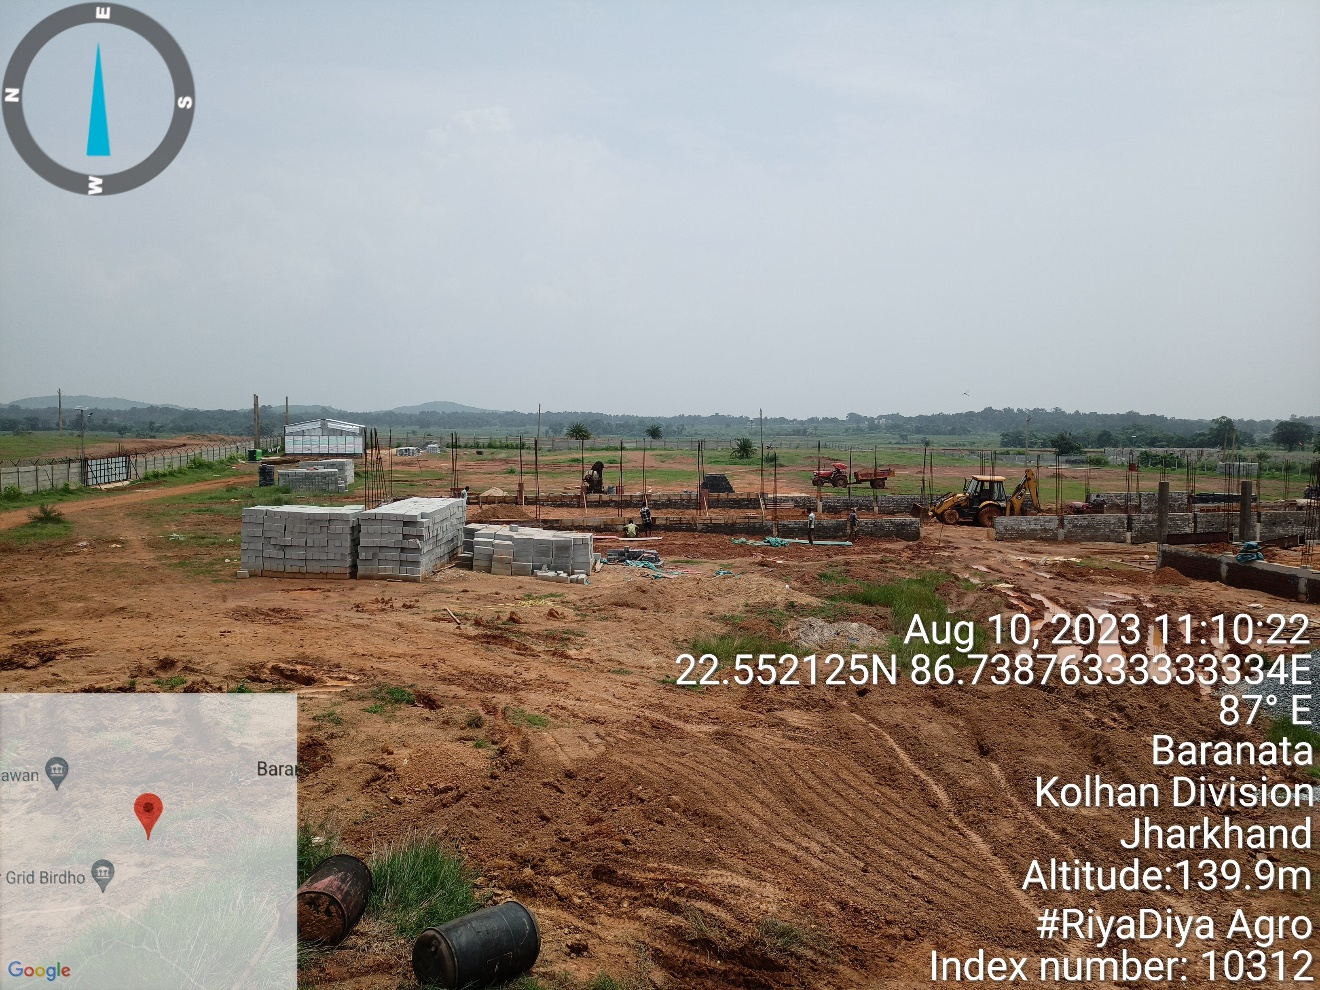 E
N
S
W
Aug 10, 2023 11:10:22
22.552125N 86.73876333333334E
87° E
Baranata
Kolhan Division
Jharkhand
Altitude:139.9m
#RiyaDiya Agro
Index number: 10312
Bara
awan
Grid Birdho
Google